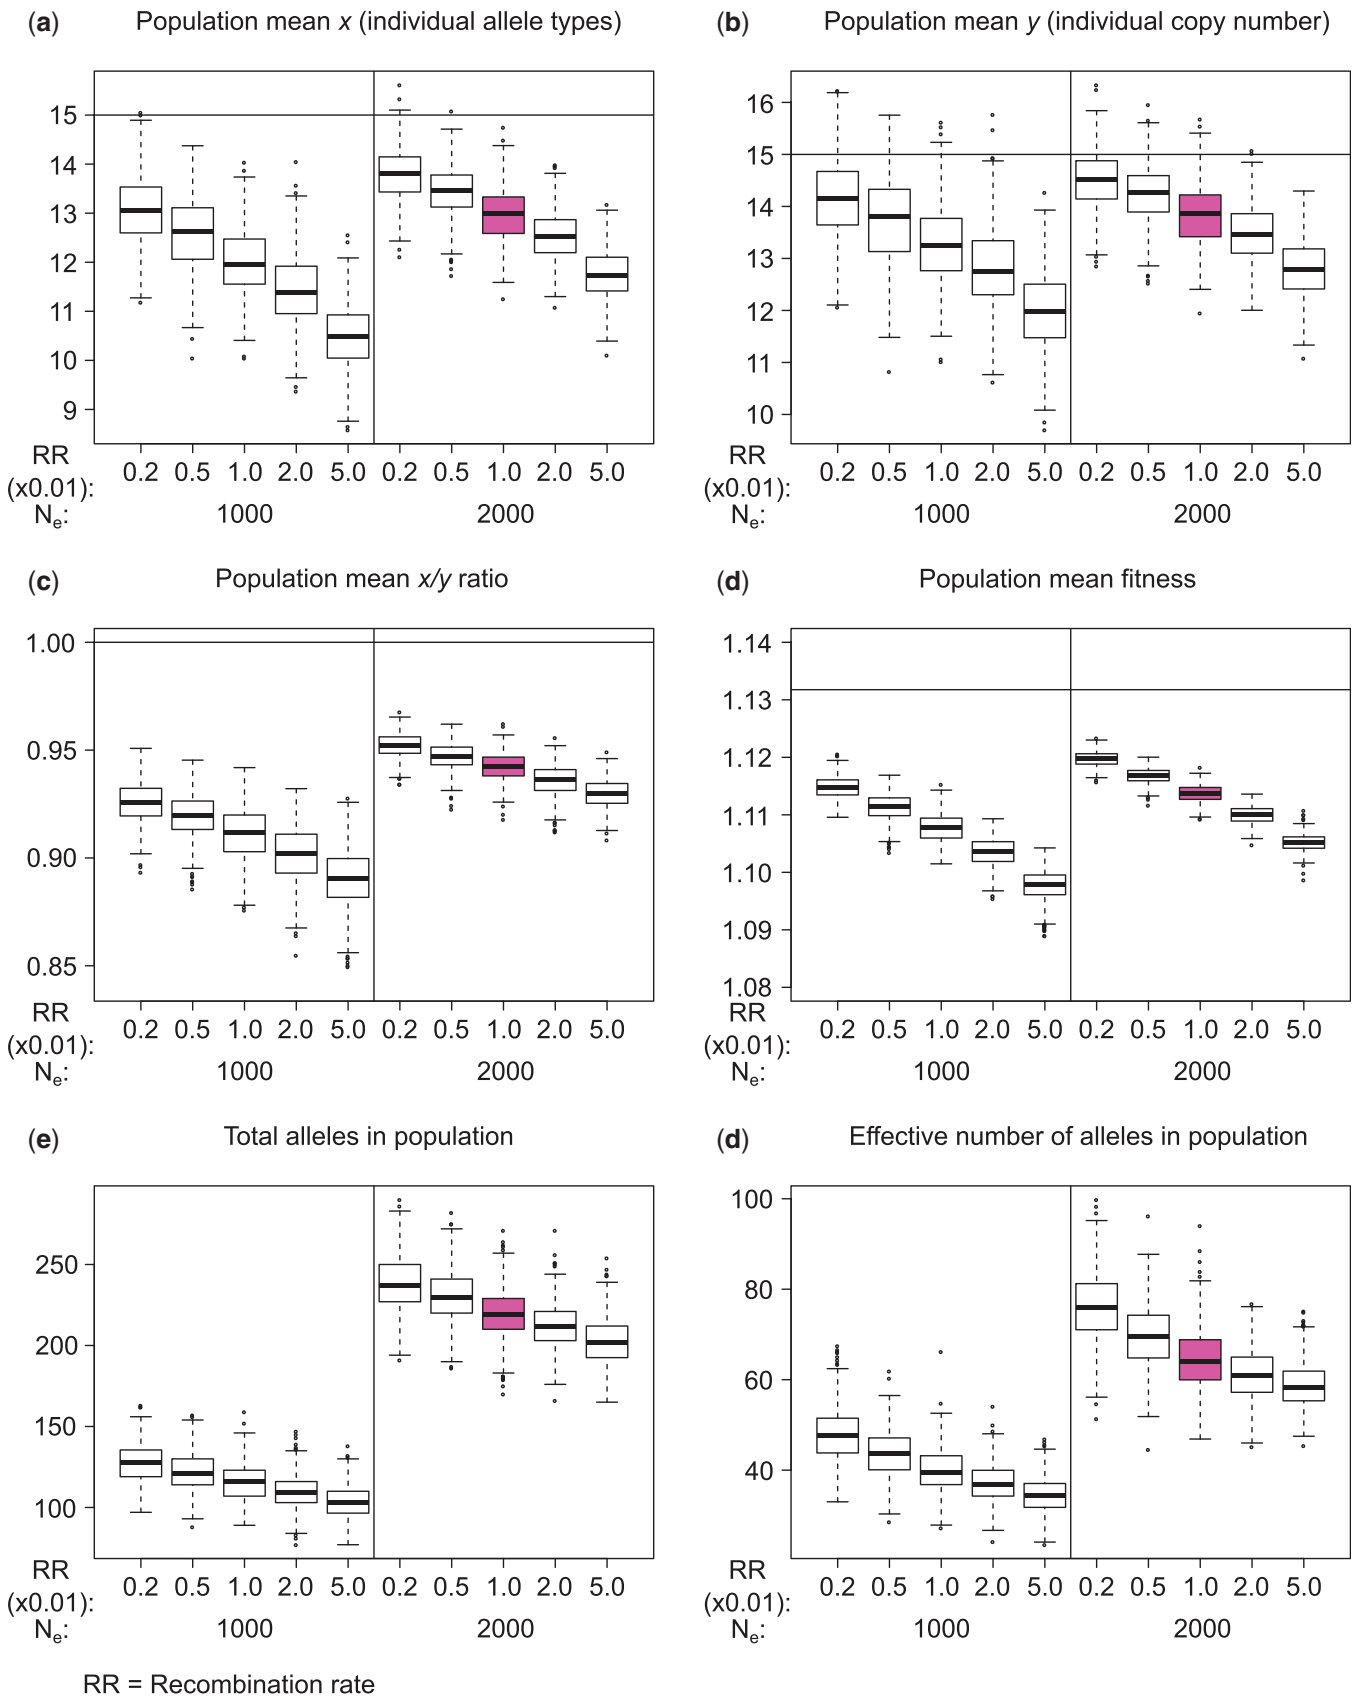 (a) Population mean x (individual allele types)
15
14
13
12
11
10
9
RR
(x0.01):
0.2 0.5 1.0 2.0 5.0 0.2 0.5 1.0 2.0 5.0
Ne: 1000 2000
(b) Population mean y (individual copy number)
16
15
14
13
12
11
10
RR
(x0.01):
0.2 0.5 1.0 2.0 5.0 0.2 0.5 1.0 2.0 5.0
Ne: 1000 2000
(c) Population mean x/y ratio
1.00
0.95
0.90
0.85
RR
(x0.01):
0.2 0.5 1.0 2.0 5.0 0.2 0.5 1.0 2.0 5.0
Ne: 1000 2000
(d) Population mean fitness
1.14
1.13
1.12
1.11
1.10
1.09
1.08
RR
(x0.01):
0.2 0.5 1.0 2.0 5.0 0.2 0.5 1.0 2.0 5.0
Ne: 1000 2000
(e) Total alleles in population
250
200
150
100
RR
(x0.01):
0.2 0.5 1.0 2.0 5.0 0.2 0.5 1.0 2.0 5.0
Ne: 1000 2000
(d) Effective number of alleles in population
100
80
60
40
RR
(x0.01):
0.2 0.5 1.0 2.0 5.0 0.2 0.5 1.0 2.0 5.0
Ne: 1000 2000
RR = Recombination rate